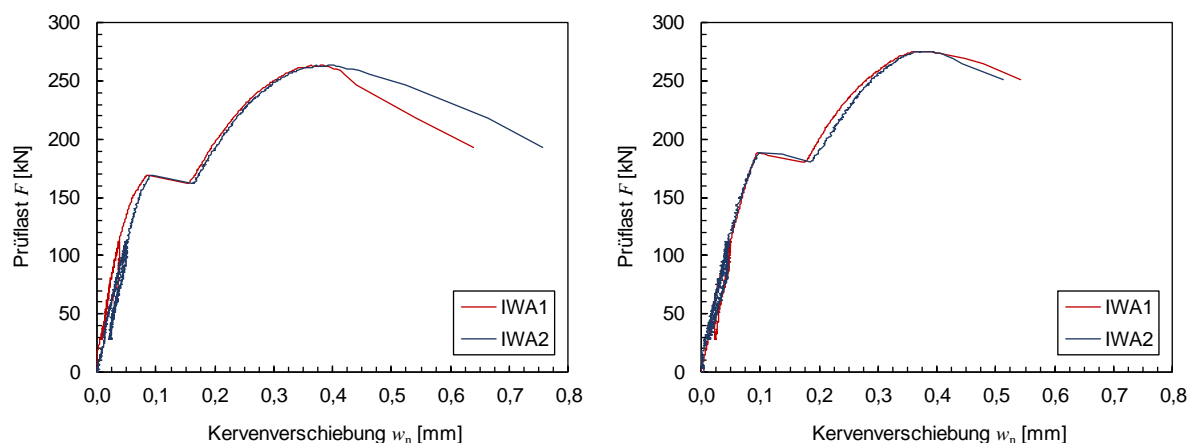 300
250
200
150
100
50
0
Prüflast F [kN]
IWA1
IWA2
0,0 0,1 0,2 0,3 0,4 0,5 0,6 0,7 0,8
Kervenverschiebung wn [mm]
300
250
200
150
100
50
0
Prüflast F [kN]
IWA1
IWA2
0,0 0,1 0,2 0,3 0,4 0,5 0,6 0,7 0,8
Kervenverschiebung wn [mm]